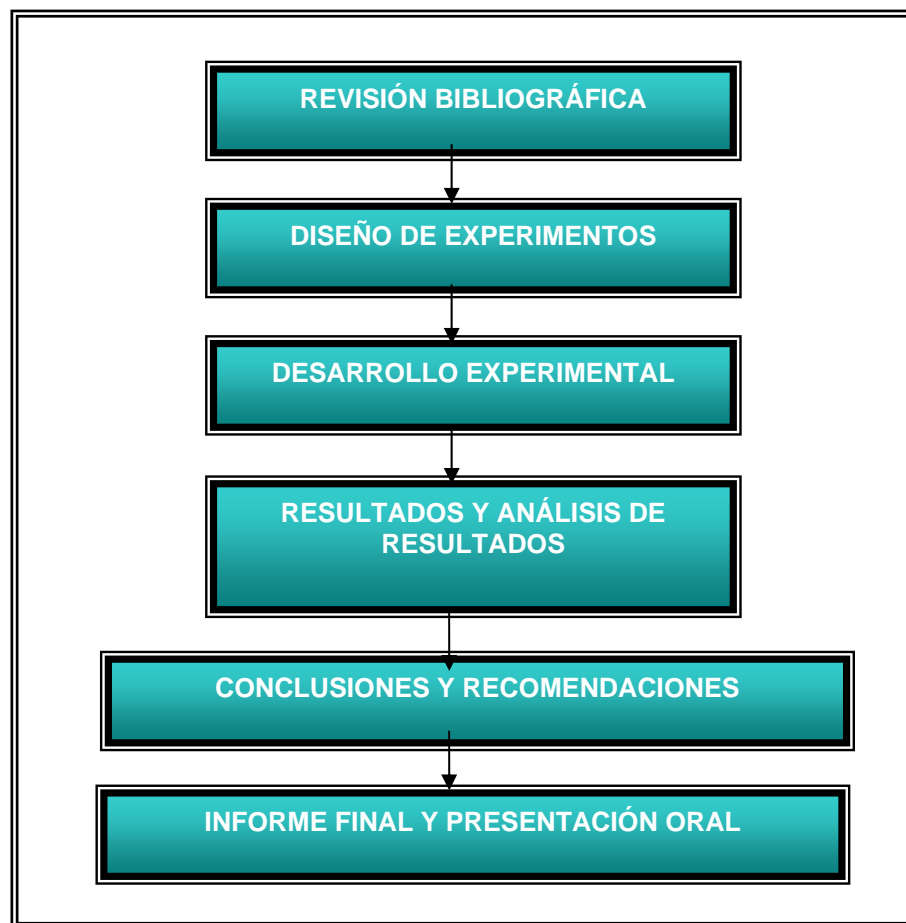 REVISIÓN BIBLIOGRÁFICA
DISEÑO DE EXPERIMENTOS
DESARROLLO EXPERIMENTAL
RESULTADOS Y ANÁLISIS DE
RESULTADOS
CONCLUSIONES Y RECOMENDACIONES
INFORME FINAL Y PRESENTACIÓN ORAL